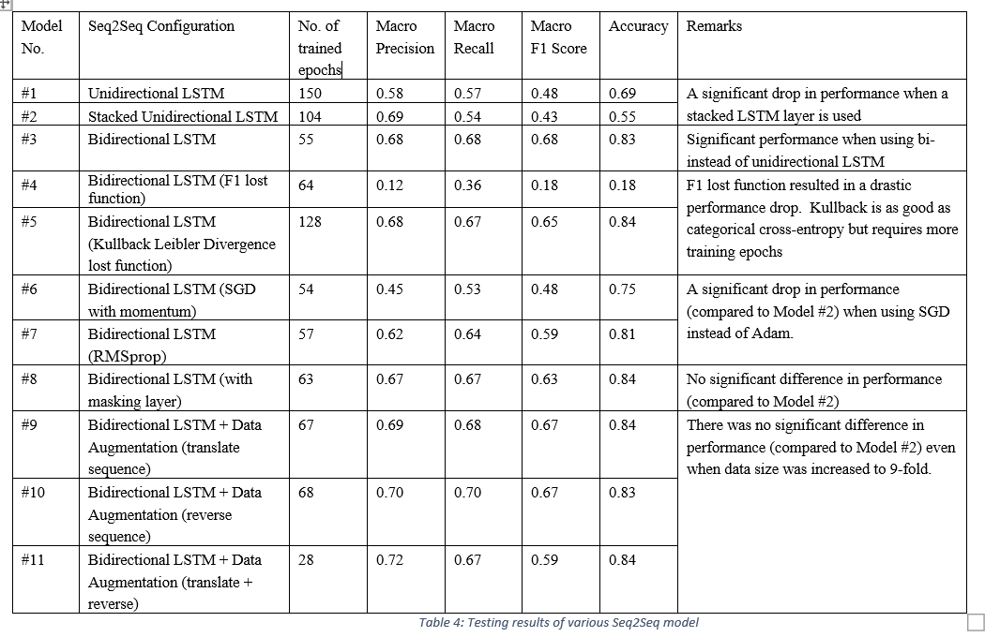 Model No.
Seq2Seq Configuration
No. of trained epochs
Macro Precision
Macro Recall
Macro F1 Score
Accuracy
Remarks
#1
Unidirectional LSTM
150
0.58
0.57
0.48
0.69
A significant drop in performance when a
stacked LSTM layer is used
#2
Stacked Unidirectional LSTM
104
0.69
0.54
0.43
0.55
#3
Bidirectional LSTM
55
0.68
0.68
0.68
0.83
Significant performance when using bi-
instead of unidirectional LSTM
#4
Bidirectional LSTM (F1 lost
function)
64
0.12
0.36
0.18
0.18
F1 lost function resulted in a drastic
performance drop. Kullback is as good as
categorical cross-entropy but requires more
training epochs
#5
Bidirectional LSTM
(Kullback Leibler Divergence
lost function)
128
0.68
0.67
0.65
0.84
#6
Bidirectional LSTM (SGD
with momentum)
54
0.45
0.53
0.48
0.75
A significant drop in performance
(compared to Model #2) when using SGD
instead of Adam.
#7
Bidirectional LSTM
(RMSprop)
57
0.62
0.64
0.59
0.81
#8
Bidirectional LSTM (with
masking layer)
63
0.67
0.67
0.63
0.84
No significant difference in performance
(compared to Model #2)
#9
Bidirectional LSTM + Data
Augmentation (translate
sequence)
67
0.69
0.68
0.67
0.84
There was no significant difference in
performance (compared to Model #2) even
when data size was increased to 9-fold.
#10
Bidirectional LSTM + Data
Augmentation (reverse
sequence)
68
0.70
0.70
0.67
0.83
#11
Bidirectional LSTM + Data
Augmentation (translate +
reverse)
28
0.72
0.67
0.59
0.84
Table 4: Testing results of various Seq2Seq model